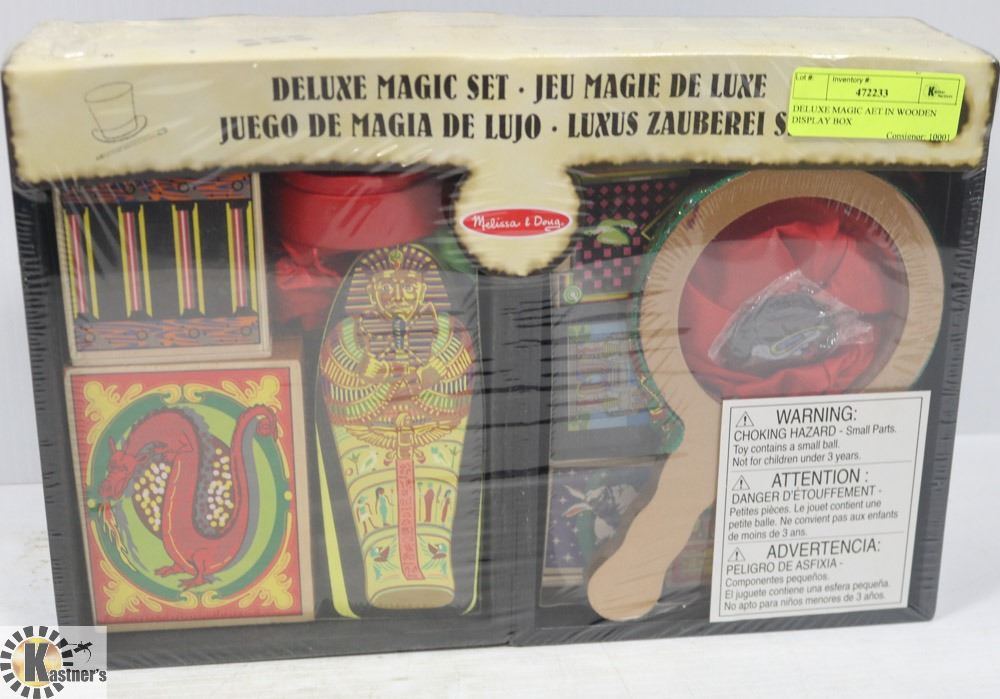 DELUXE MAGIC SET · JEU MAGIE DE LUXE
JUEGO DE MAGIA DE LUJO · LUXUS ZAUBEREI S
Lot #: Inventory #:
472233
DELUXE MAGIC AET IN WOODEN
DISPLAY BOX
Consignor: 10001
Melissa & Doug
WARNING:
CHOKING HAZARD - Small Parts.
Toy contains a small ball.
Not for children under 3 years.
ATTENTION :
DANGER D'ÉTOUFFEMENT -
Petites pièces. Le jouet contient une
petite balle. Ne convient pas aux enfants
de moins de 3 ans.
ADVERTENCIA:
PELIGRO DE ASFIXIA -
Componentes pequeños.
El juguete contiene una esfera pequeña.
No apto para niños menores de 3 años.
Kastner's